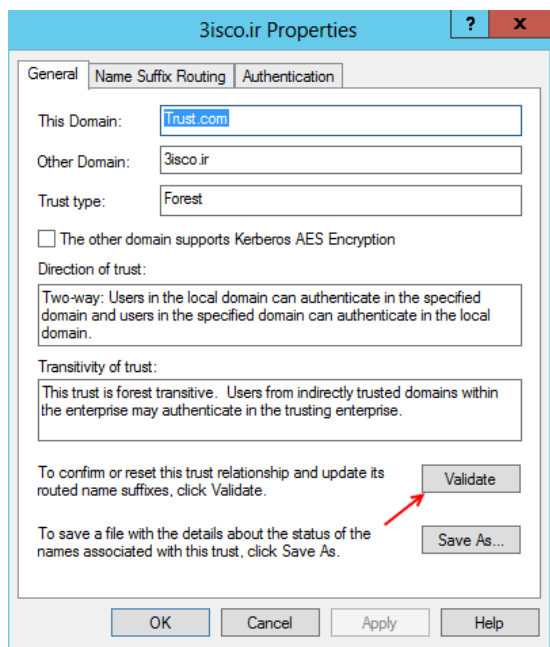 3isco.ir Properties
?
x
General
Name Suffix Routing
Authentication
This Domain:
Trust.com
Other Domain:
3isco.ir
Trust type:
Forest
The other domain supports Kerberos AES Encryption
Direction of trust:
Two-way: Users in the local domain can authenticate in the specified
domain and users in the specified domain can authenticate in the local
domain.
Transitivity of trust:
This trust is forest transitive. Users from indirectly trusted domains within
the enterprise may authenticate in the trusting enterprise.
To confirm or reset this trust relationship and update its
routed name suffixes, click Validate.
Validate
To save a file with the details about the status of the
names associated with this trust, click Save As.
Save As...
OK
Cancel
Apply
Help